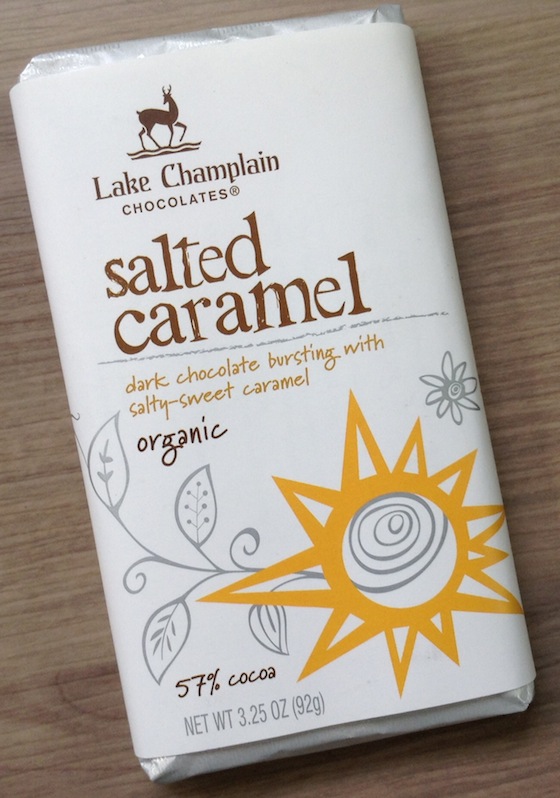 Lake Champlain
CHOCOLATES®
salted
caramel
dark chocolate bursting with
salty-sweet caramel
organic
57% cocoa
NET WT 3.25 OZ (92g)